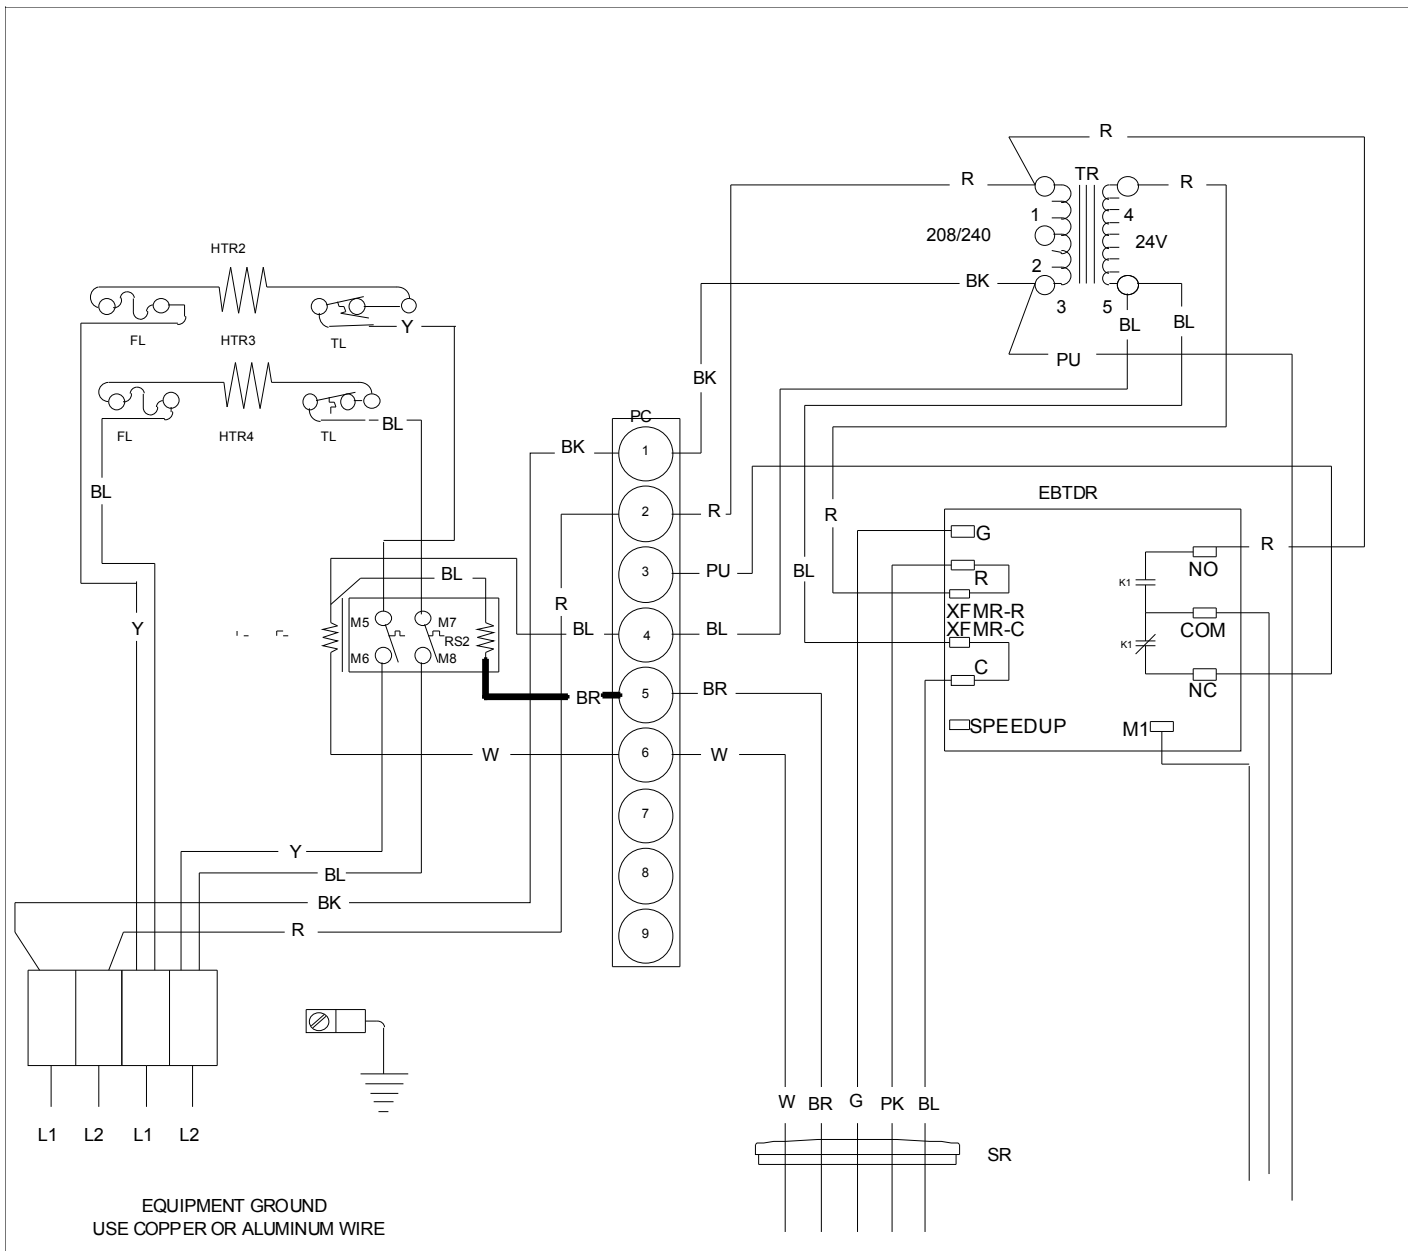 R
R
TR
R
1
4
208/240
24V
HTR2
2
BK
3
5
BL
BL
Y
FL
HTR3
TL
PU
BK
PC
BL
FL
HTR4
TL
BK
1
BL
EBTDR
R
2
R
G
R
NO
BL
3
PU
BL
R
K1
R
XFMR-R
XFMR-C
COM
Y
M5
M7
RS2
BL
4
BL
K1
M6
M8
C
NC
BR
5
BR
SPEEDUP
M1
W
6
W
7
Y
BL
8
BK
R
9
W
BR
G
PK
BL
L1
L2
L1
L2
SR
EQUIPMENT GROUND
USE COPPER OR ALUMINUM WIRE